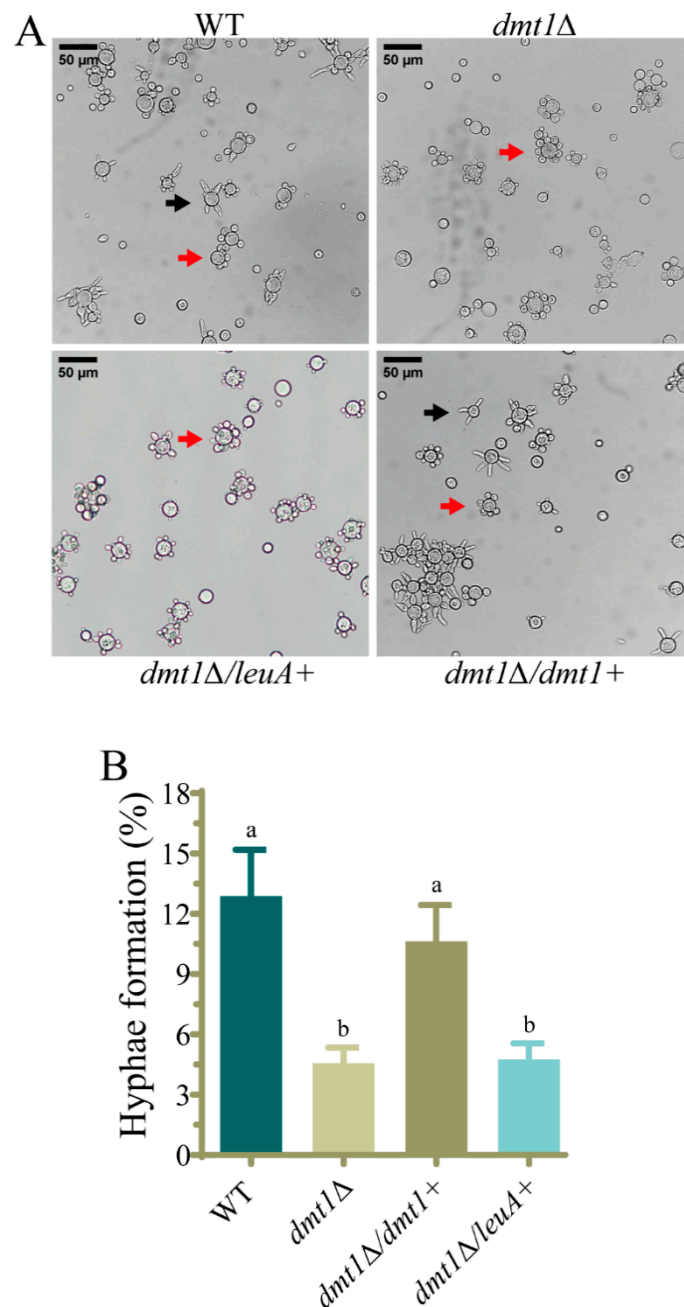 A
WT
dmt1Δ
50 µm
50 µm
50 µm
50 µm
dmt1Δ/leuA+
dmt1Δ/dmt1+
B
Hyphae formation (%)
18
15
12
9
6
3
0
a
b
a
b
WT
dmt1Δ
dmt1Δ/dmt1+
dmt1Δ/leuA+